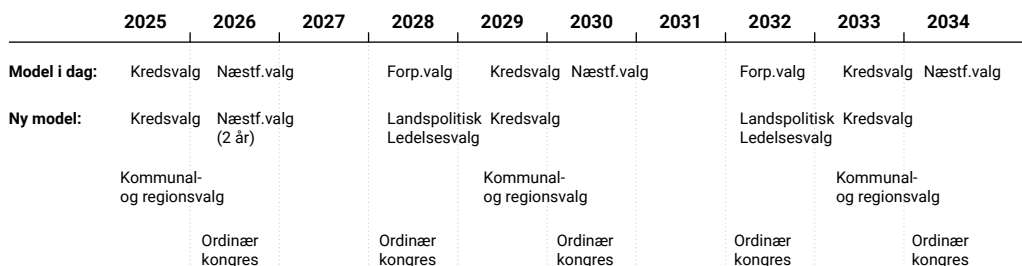 2025 2026 2027 2028 2029 2030 2031 2032 2033 2034
Model i dag: Kredsvalg Næstf.valg Forp.valg Kredsvalg Næstf.valg Forp.valg Kredsvalg Næstf.valg
Ny model: Kredsvalg Næstf.valg Landspolitisk Kredsvalg Landspolitisk Kredsvalg
(2 år) Ledelsesvalg Ledelsesvalg
Kommunal- Kommunal- Kommunal-
og regionsvalg og regionsvalg og regionsvalg
Ordinær Ordinær Ordinær Ordinær Ordinær
kongres kongres kongres kongres kongres